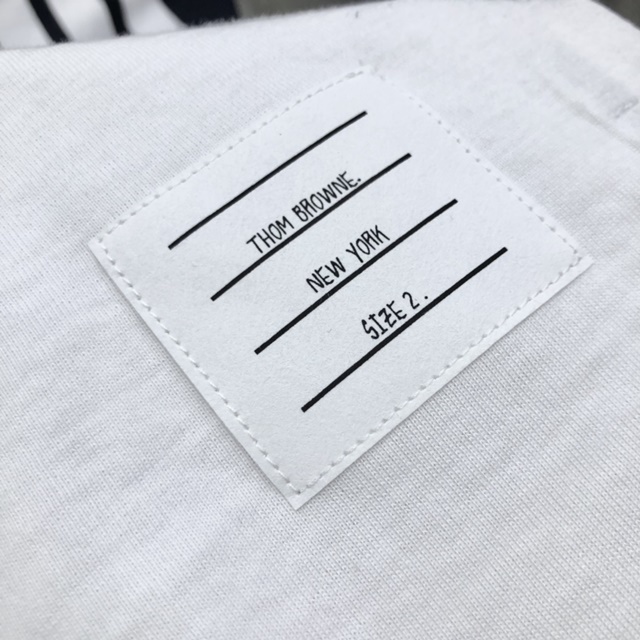 THOM BROWNE.
NEW YORK
SIZE 2.